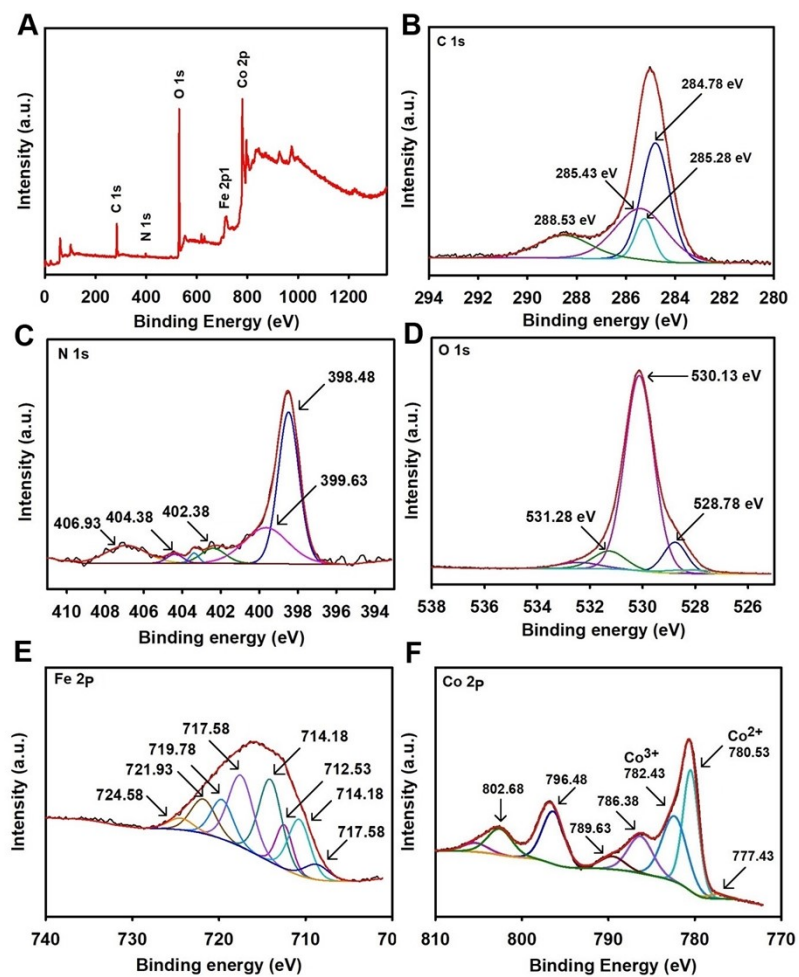 A
Intensity (a.u.)
O 1s
Co 2p
C 1s
N 1s
Fe 2p1
0 200 400 600 800 1000 1200
Binding Energy (eV)
B
C 1s
Intensity (a.u.)
284.78 eV
285.28 eV
285.43 eV
288.53 eV
294 292 290 288 286 284 282 280
Binding energy (eV)
C
N 1s
Intensity (a.u.)
398.48
399.63
402.38
404.38
406.93
410 408 406 404 402 400 398 396 394
Binding energy (eV)
D
O 1s
Intensity (a.u.)
530.13 eV
531.28 eV
528.78 eV
538 536 534 532 530 528 526
Binding energy (eV)
E
Fe 2P
Intensity (a.u.)
717.58
719.78
721.93
724.58
714.18
712.53
714.18
717.58
740 730 720 710 70
Binding energy (eV)
F
Co 2P
Intensity (a.u.)
Co2+
780.53
Co3+
782.43
796.48
786.38
802.68
789.63
777.43
810 800 790 780 770
Binding Energy (eV)